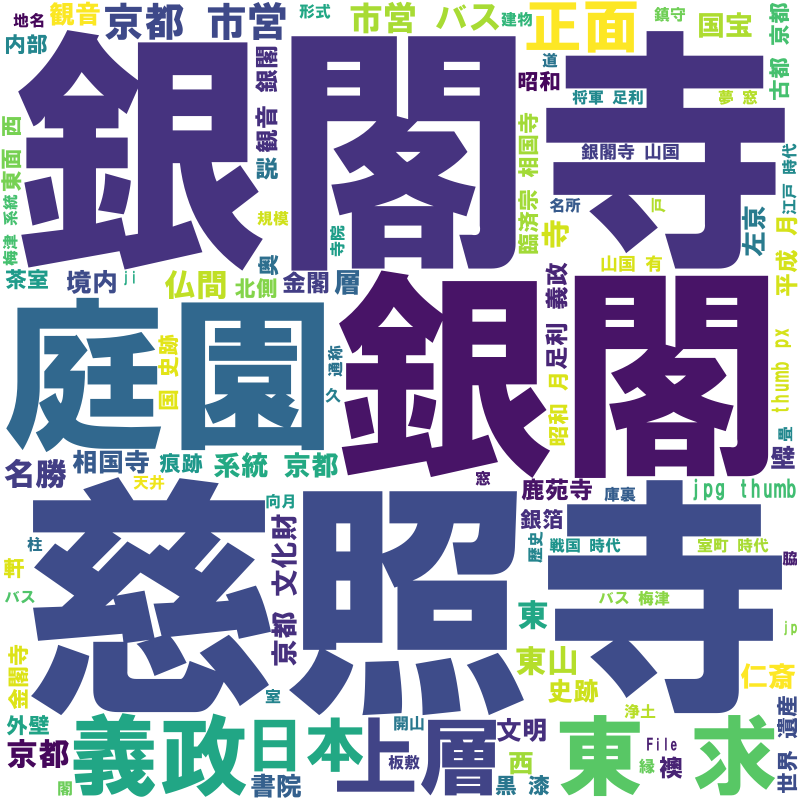 地名 観音 京都 市営 形式 市営 バス 建物 正面 鎮守 国宝 古都 京都
内部
銀閣寺
観音 銀閣
道
昭和
将軍 足利
夢 窓
東面 西
説
臨済宗 相国寺
銀閣寺 山国
江戸 時代
梅津 系統
規模
寺院
名所
戸
左京
寺
平成 月
茶室 境内 ji 仏間 北側 奥 金閣 層
山国 有
庭園
銀閣
足利 義政
国 史跡
通称
久
昭和 月
thumb px
畳
壁
名勝 相国寺 痕跡 系統 京都
天井
窓
鹿苑寺 庫裏 jpg thumb
慈照寺
向月
銀箔
歴史
戦国 時代
室町 時代
脇
柱
軒
バス
京都 文化財
東
バス 梅津
jp
金閣寺
東山
史跡
仁斎
室
浄土
外壁
京都
義政
日本
書院
上層
開山
板敷
文明
西
黒 漆
東
File
縁
襖
求
世界 遺産
閣